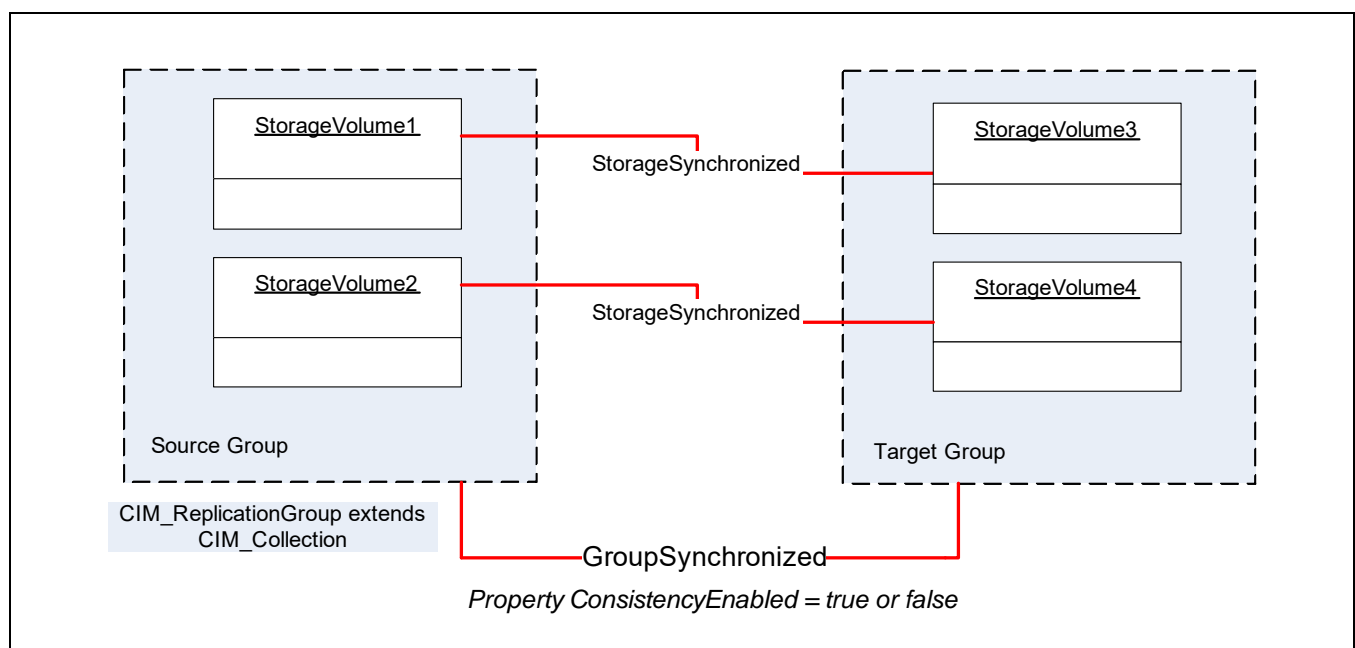 StorageVolume1
StorageVolume3
StorageSynchronized
StorageVolume2
StorageVolume4
StorageSynchronized
Source Group
Target Group
CIM_ReplicationGroup extends
CIM_Collection
GroupSynchronized
Property ConsistencyEnabled = true or false